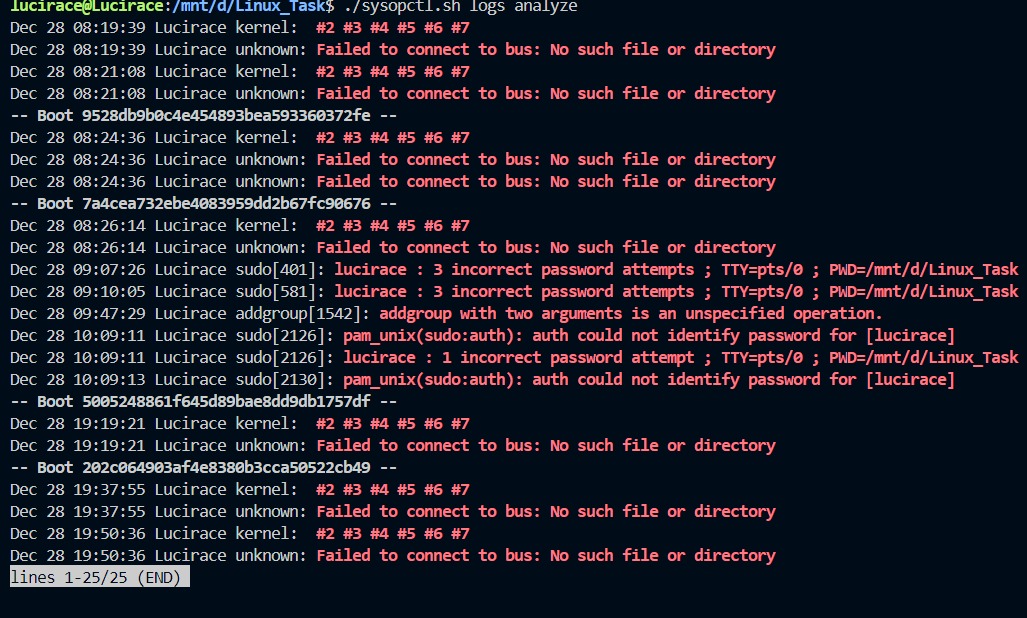 lucirace@Lucirace:/mnt/d/Linux_Task$ ./sysopctl.sh logs analyze
Dec 28 08:19:39 Lucirace kernel:  #2 #3 #4 #5 #6 #7
Dec 28 08:19:39 Lucirace unknown: Failed to connect to bus: No such file or directory
Dec 28 08:21:08 Lucirace kernel:  #2 #3 #4 #5 #6 #7
Dec 28 08:21:08 Lucirace unknown: Failed to connect to bus: No such file or directory
-- Boot 9528db9b0c4e454893bea593360372fe --
Dec 28 08:24:36 Lucirace kernel:  #2 #3 #4 #5 #6 #7
Dec 28 08:24:36 Lucirace unknown: Failed to connect to bus: No such file or directory
Dec 28 08:24:36 Lucirace unknown: Failed to connect to bus: No such file or directory
-- Boot 7a4cea732ebe4083959dd2b67fc90676 --
Dec 28 08:26:14 Lucirace kernel:  #2 #3 #4 #5 #6 #7
Dec 28 08:26:14 Lucirace unknown: Failed to connect to bus: No such file or directory
Dec 28 09:07:26 Lucirace sudo[401]: lucirace : 3 incorrect password attempts ; TTY=pts/0 ; PWD=/mnt/d/Linux_Task
Dec 28 09:10:05 Lucirace sudo[581]: lucirace : 3 incorrect password attempts ; TTY=pts/0 ; PWD=/mnt/d/Linux_Task
Dec 28 09:47:29 Lucirace addgroup[1542]: addgroup with two arguments is an unspecified operation.
Dec 28 10:09:11 Lucirace sudo[2126]: pam_unix(sudo:auth): auth could not identify password for [lucirace]
Dec 28 10:09:11 Lucirace sudo[2126]: lucirace : 1 incorrect password attempt ; TTY=pts/0 ; PWD=/mnt/d/Linux_Task
Dec 28 10:09:13 Lucirace sudo[2130]: pam_unix(sudo:auth): auth could not identify password for [lucirace]
-- Boot 5005248861f645d89bae8dd9db1757df --
Dec 28 19:19:21 Lucirace kernel:  #2 #3 #4 #5 #6 #7
Dec 28 19:19:21 Lucirace unknown: Failed to connect to bus: No such file or directory
-- Boot 202c064903af4e8380b3cca50522cb49 --
Dec 28 19:37:55 Lucirace kernel:  #2 #3 #4 #5 #6 #7
Dec 28 19:37:55 Lucirace unknown: Failed to connect to bus: No such file or directory
Dec 28 19:50:36 Lucirace kernel:  #2 #3 #4 #5 #6 #7
Dec 28 19:50:36 Lucirace unknown: Failed to connect to bus: No such file or directory
lines 1-25/25 (END)